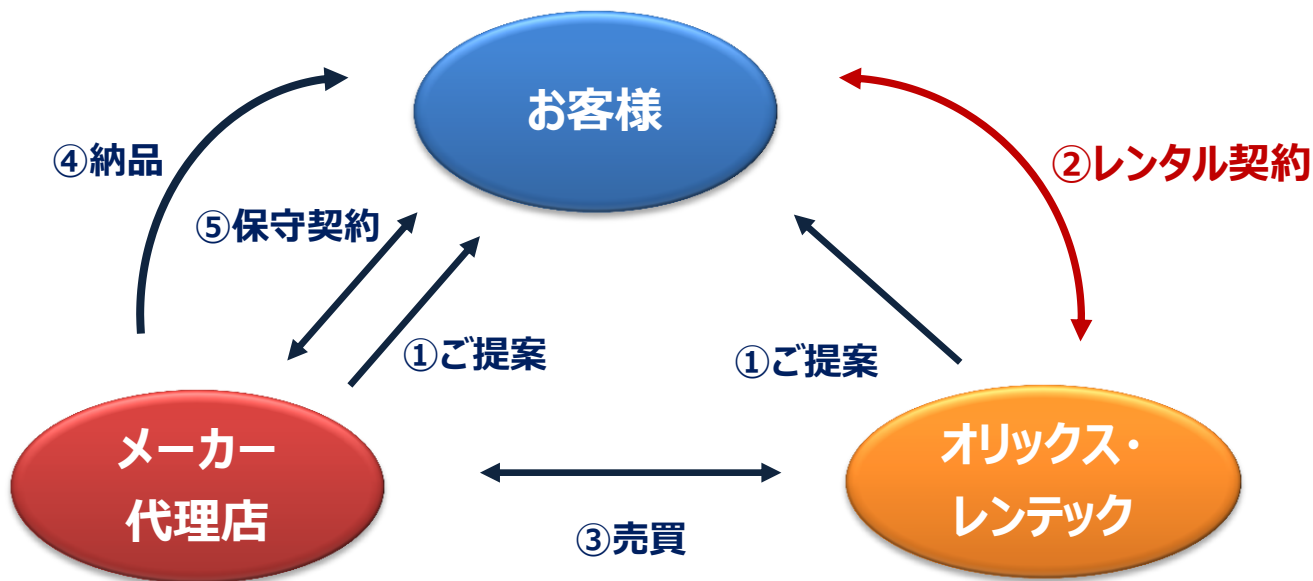 お客様
④納品
②レンタル契約
⑤保守契約
①ご提案
①ご提案
メーカー
代理店
オリックス・
レンテック
③売買